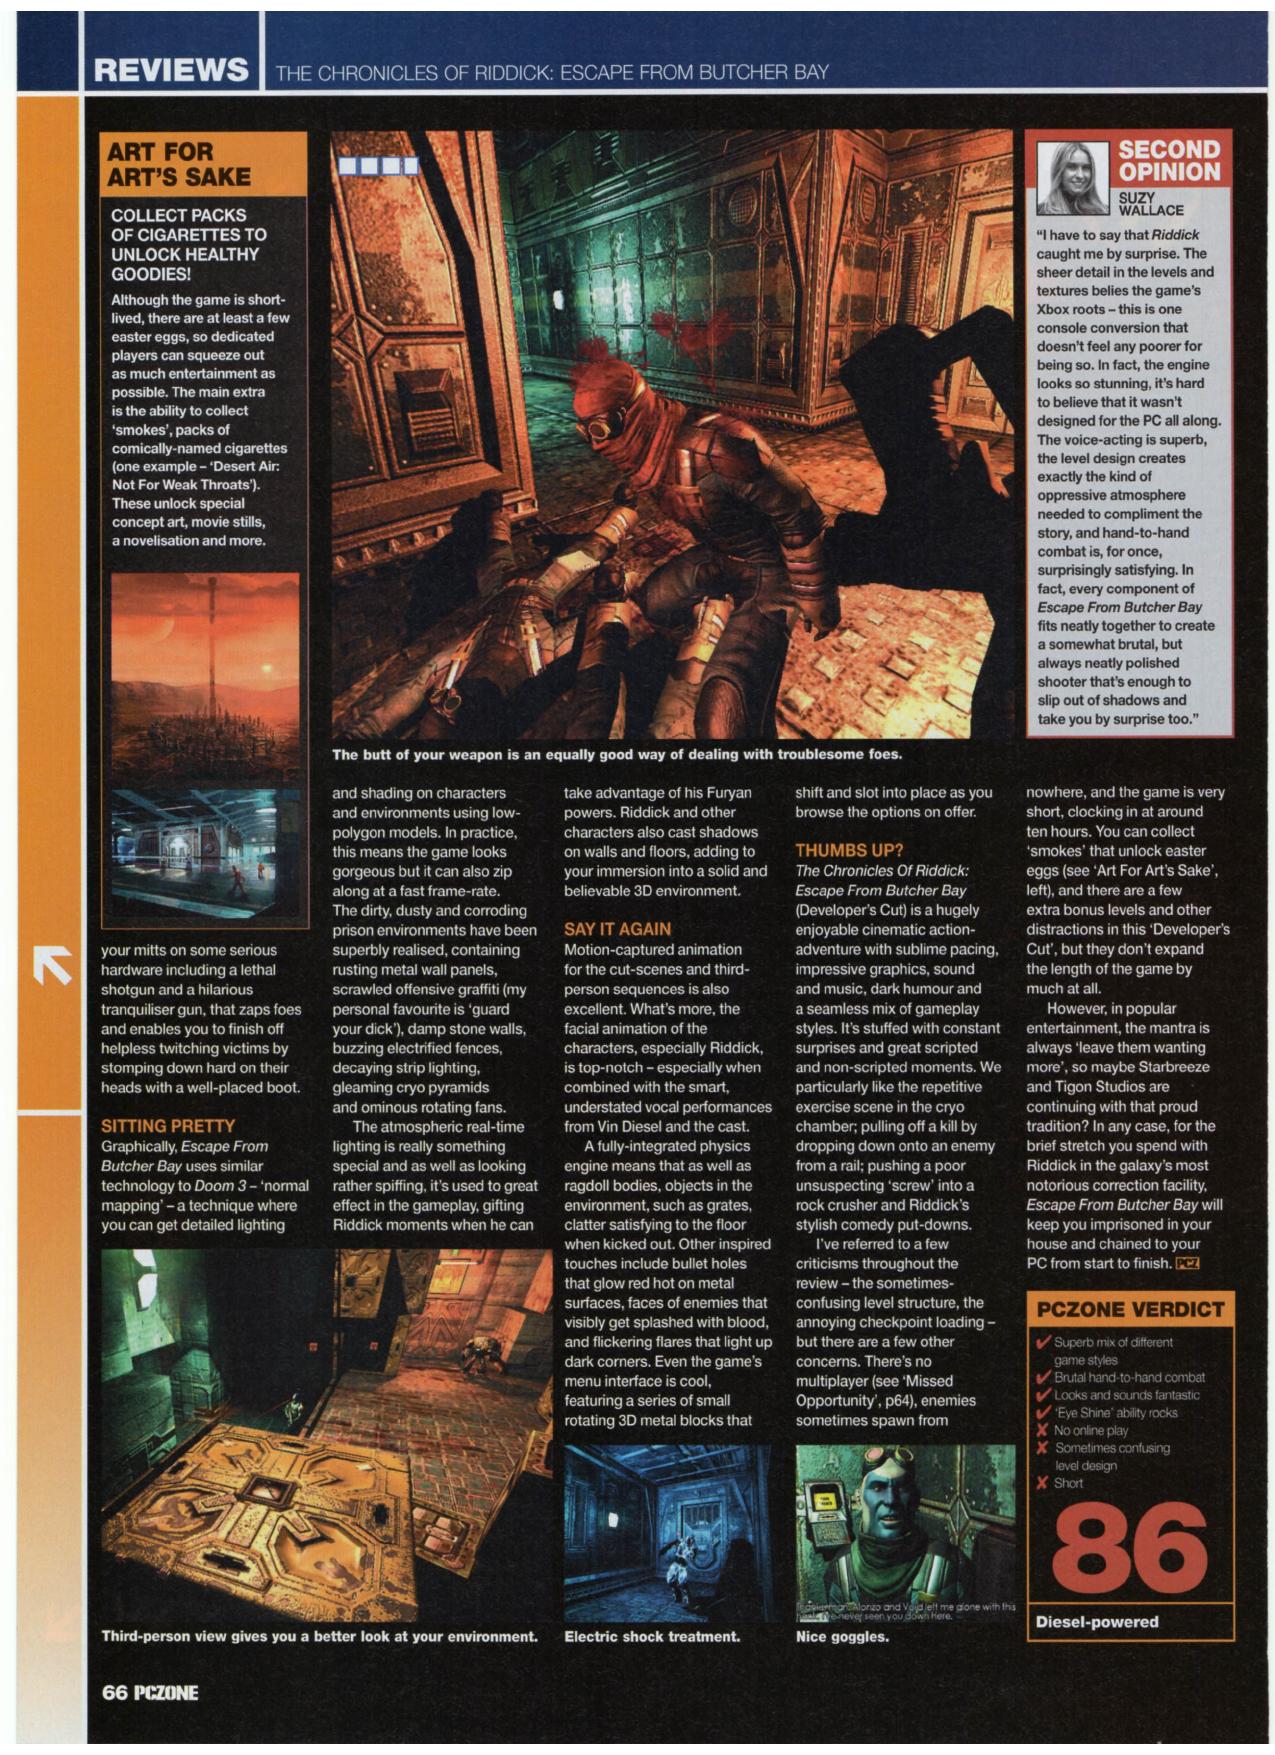 REVIEWS
THE CHRONICLES OF RIDDICK: ESCAPE FROM BUTCHER BAY
ART FOR
ART'S SAKE
COLLECT PACKS
OF CIGARETTES TO
UNLOCK HEALTHY
GOODIES!
Although the game is short-
lived, there are at least a few
easter eggs, so dedicated
players can squeeze out
as much entertainment as
possible. The main extra
is the ability to collect
'smokes', packs of
comically-named cigarettes
(one example – 'Desert Air:
Not For Weak Throats').
These unlock special
concept art, movie stills,
a novelisation and more.
The butt of your weapon is an equally good way of dealing with troublesome foes.
SECOND
OPINION
SUZY
WALLACE
"I have to say that Riddick
caught me by surprise. The
sheer detail in the levels and
textures belies the game's
Xbox roots – this is one
console conversion that
doesn't feel any poorer for
being so. In fact, the engine
looks so stunning, it's hard
to believe that it wasn't
designed for the PC all along.
The voice-acting is superb,
the level design creates
exactly the kind of
oppressive atmosphere
needed to compliment the
story, and hand-to-hand
combat is, for once,
surprisingly satisfying. In
fact, every component of
Escape From Butcher Bay
fits neatly together to create
a somewhat brutal, but
always neatly polished
shooter that's enough to
slip out of shadows and
take you by surprise too."
your mitts on some serious
hardware including a lethal
shotgun and a hilarious
tranquiliser gun, that zaps foes
and enables you to finish off
helpless twitching victims by
stomping down hard on their
heads with a well-placed boot.
SITTING PRETTY
Graphically, Escape From
Butcher Bay uses similar
technology to Doom 3 – 'normal
mapping' – a technique where
you can get detailed lighting
and shading on characters
and environments using low-
polygon models. In practice,
this means the game looks
gorgeous but it can also zip
along at a fast frame-rate.
The dirty, dusty and corroding
prison environments have been
superbly realised, containing
rusting metal wall panels,
scrawled offensive graffiti (my
personal favourite is 'guard
your dick'), damp stone walls,
buzzing electrified fences,
decaying strip lighting,
gleaming cryo pyramids
and ominous rotating fans.
The atmospheric real-time
lighting is really something
special and as well as looking
rather spiffing, it's used to great
effect in the gameplay, gifting
Riddick moments when he can
take advantage of his Furyan
powers. Riddick and other
characters also cast shadows
on walls and floors, adding to
your immersion into a solid and
believable 3D environment.
SAY IT AGAIN
Motion-captured animation
for the cut-scenes and third-
person sequences is also
excellent. What's more, the
facial animation of the
characters, especially Riddick,
is top-notch – especially when
combined with the smart,
understated vocal performances
from Vin Diesel and the cast.
A fully-integrated physics
engine means that as well as
ragdoll bodies, objects in the
environment, such as grates,
clatter satisfying to the floor
when kicked out. Other inspired
touches include bullet holes
that glow red hot on metal
surfaces, faces of enemies that
visibly get splashed with blood,
and flickering flares that light up
dark corners. Even the game's
menu interface is cool,
featuring a series of small
rotating 3D metal blocks that
shift and slot into place as you
browse the options on offer.
THUMBS UP?
The Chronicles Of Riddick:
Escape From Butcher Bay
(Developer's Cut) is a hugely
enjoyable cinematic action-
adventure with sublime pacing,
impressive graphics, sound
and music, dark humour and
a seamless mix of gameplay
styles. It's stuffed with constant
surprises and great scripted
and non-scripted moments. We
particularly like the repetitive
exercise scene in the cryo
chamber; pulling off a kill by
dropping down onto an enemy
from a rail; pushing a poor
unsuspecting 'screw' into a
rock crusher and Riddick's
stylish comedy put-downs.
I've referred to a few
criticisms throughout the
review – the sometimes-
confusing level structure, the
annoying checkpoint loading –
but there are a few other
concerns. There's no
multiplayer (see 'Missed
Opportunity', p64), enemies
sometimes spawn from
nowhere, and the game is very
short, clocking in at around
ten hours. You can collect
'smokes' that unlock easter
eggs (see 'Art For Art's Sake',
left), and there are a few
extra bonus levels and other
distractions in this 'Developer's
Cut', but they don't expand
the length of the game by
much at all.
However, in popular
entertainment, the mantra is
always 'leave them wanting
more', so maybe Starbreeze
and Tigon Studios are
continuing with that proud
tradition? In any case, for the
brief stretch you spend with
Riddick in the galaxy's most
notorious correction facility,
Escape From Butcher Bay will
keep you imprisoned in your
house and chained to your
PC from start to finish. PCZ
PCZONE VERDICT
✔ Superb mix of different
game styles
✔ Brutal hand-to-hand combat
✔ Looks and sounds fantastic
✔ 'Eye Shine' ability rocks
✘ No online play
✘ Sometimes confusing
level design
✘ Short
86
Diesel-powered
Alonzo and left me alone with this
never seen you down here.
Third-person view gives you a better look at your environment.
Electric shock treatment.
Nice goggles.
66 PCZONE